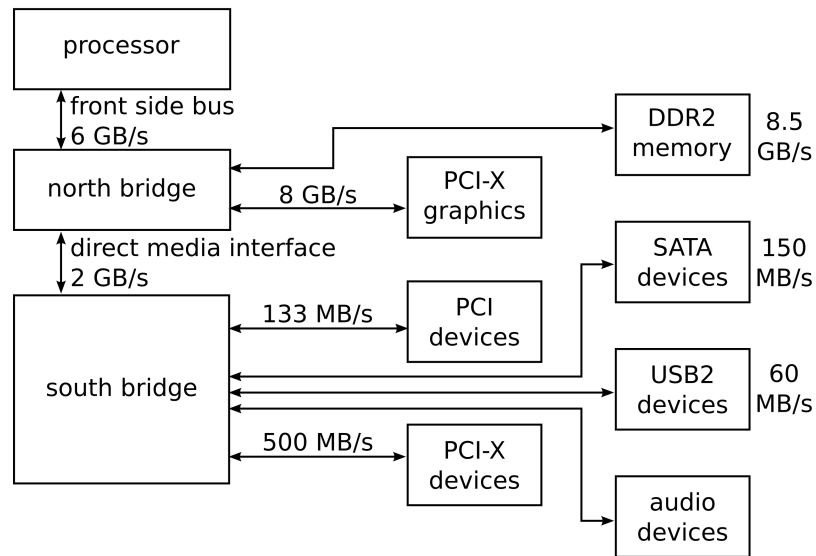 processor
front side bus
6 GB/s
north bridge
DDR2
memory
8.5
GB/s
8 GB/s
PCI-X
graphics
direct media interface
2 GB/s
SATA
devices
150
MB/s
south bridge
133 MB/s
PCI
devices
USB2
devices
60
MB/s
500 MB/s
PCI-X
devices
audio
devices